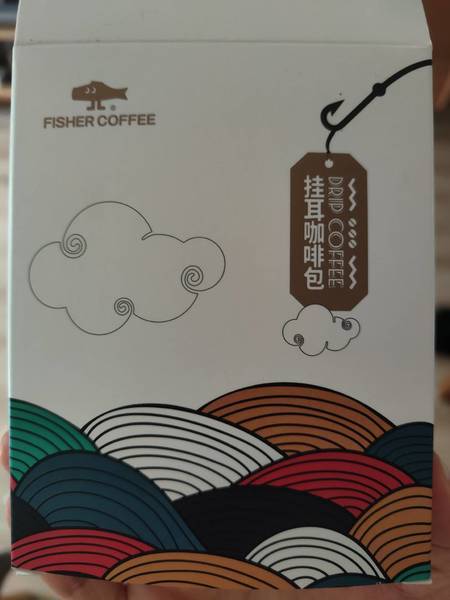 FISHER COFFEE
®
DRIP COFFEE
挂耳咖啡包